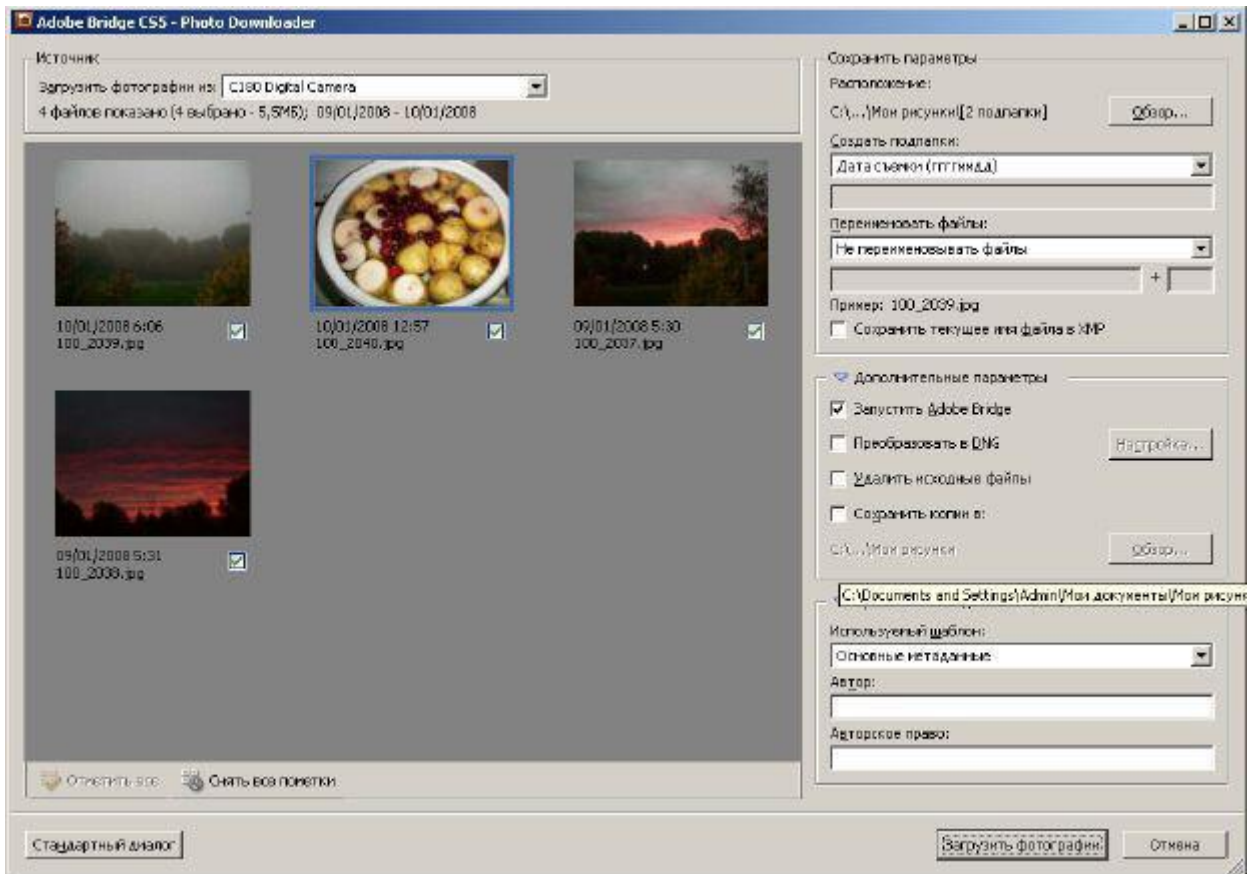 Adobe Bridge CS5 - Photo Downloader
Источник
Загрузить фотографии из: C180 Digital Camera
4 файлов показано (4 выбрано - 5,5МБ); 09/01/2008 - 10/01/2008
10/01/2008 6:06
100_2039.jpg
10/01/2008 12:57
100_2040.jpg
09/01/2008 5:30
100_2037.jpg
09/01/2008 5:31
100_2038.jpg
Отметить все
Снять все пометки
Сохранить параметры
Расположение:
C:\...\Мои рисунки\[2 подпапки]
Обзор...
Создать подпапки:
Дата съемки (ггггммдд)
Переименовать файлы:
Не переименовывать файлы
+
Пример: 100_2039.jpg
Сохранить текущее имя файла в XMP
Дополнительные параметры
Запустить Adobe Bridge
Преобразовать в DNG
Настройка...
Удалить исходные файлы
Сохранить копии в:
C:\...\Мои рисунки
Обзор...
C:\Documents and Settings\Admin\Мои документы\Мои рисун
Используемый шаблон:
Основные метаданные
Автор:
Авторское право:
Стандартный диалог
Загрузить фотографии
Отмена